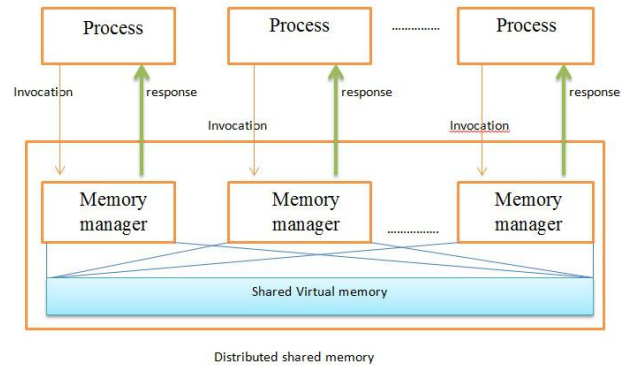 Process
Process
...............
Process
Invocation
response
Invocation
response
Invocation
response
Memory
manager
Memory
manager
................
Memory
manager
Shared Virtual memory
Distributed shared memory